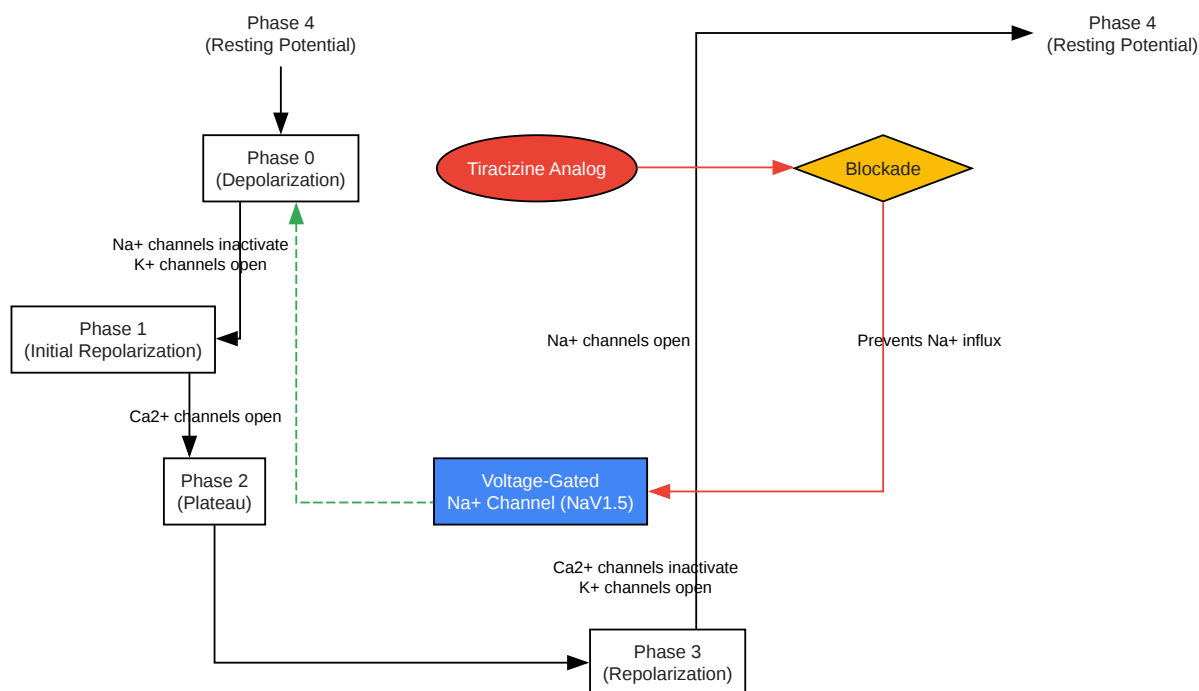 Phase 4
(Resting Potential)
Phase 4
(Resting Potential)
Phase 0
(Depolarization)
Tiracizine Analog
Blockade
Na+ channels inactivate
K+ channels open
Phase 1
(Initial Repolarization)
Na+ channels open
Prevents Na+ influx
Ca2+ channels open
Phase 2
(Plateau)
Voltage-Gated
Na+ Channel (NaV1.5)
Ca2+ channels inactivate
K+ channels open
Phase 3
(Repolarization)